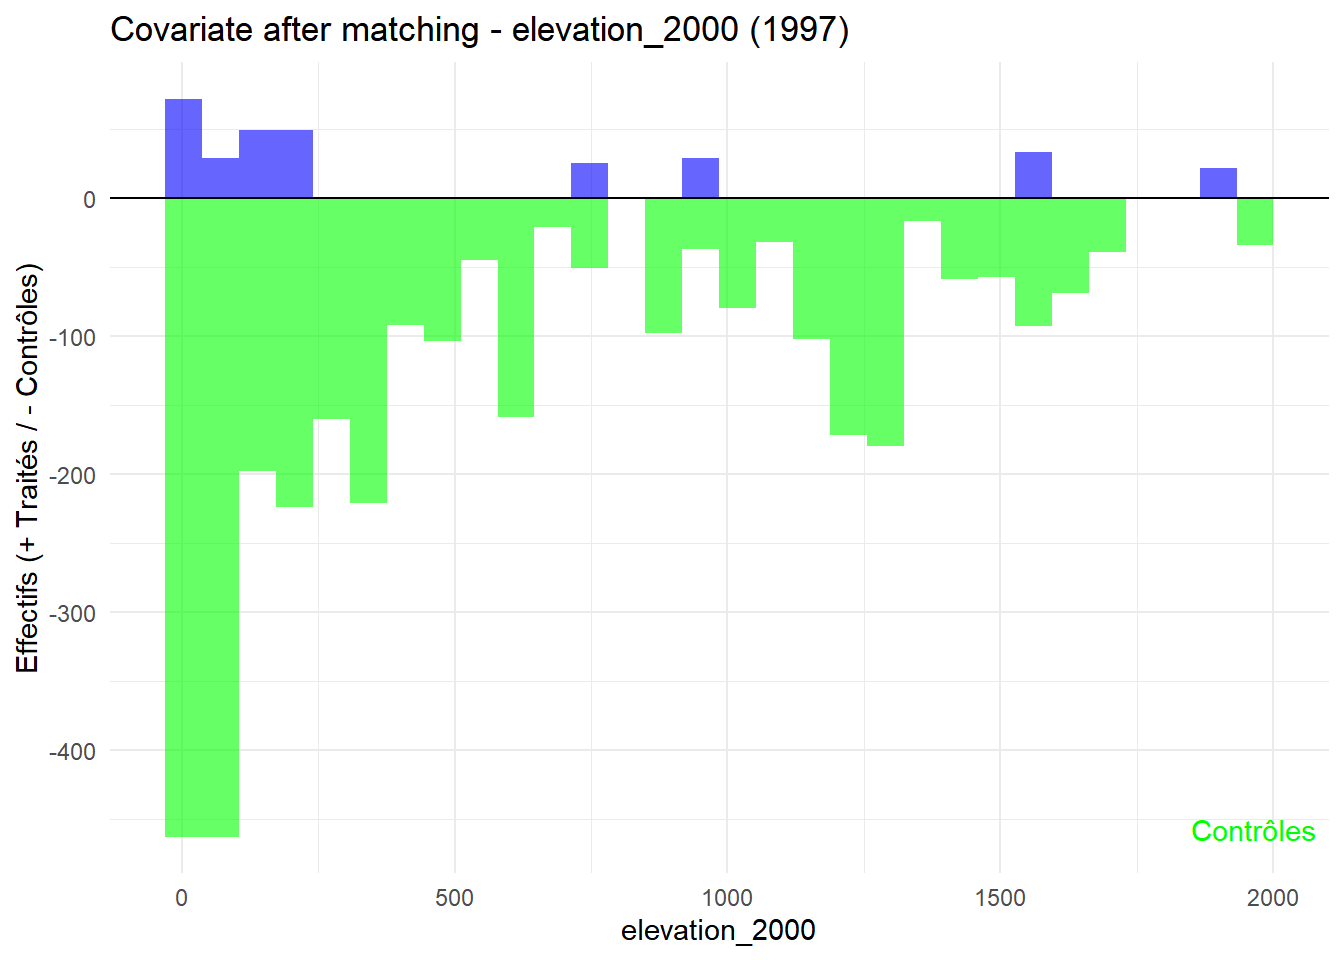 Covariate after matching - elevation_2000 (1997)
Effectifs (+ Traités / - Contrôles)
0
-100
-200
-300
-400
Contrôles
0 500 1000 1500 2000
elevation_2000